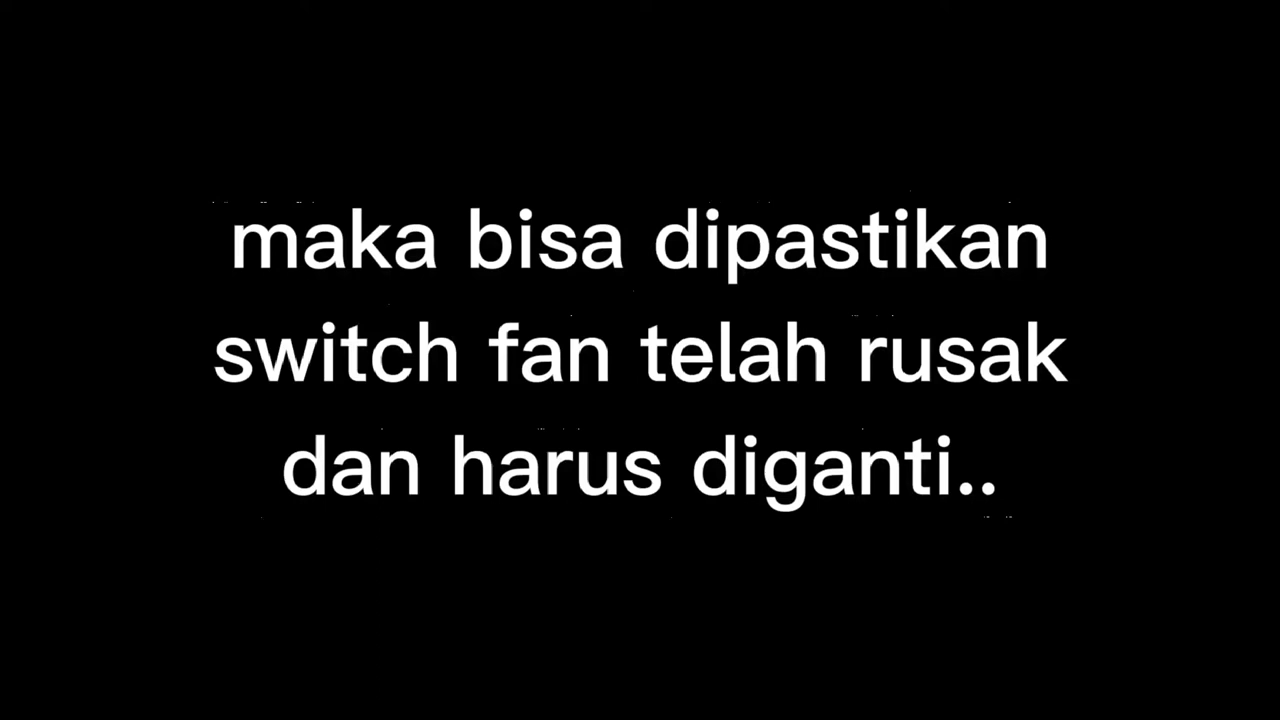 maka bisa dipastikan
switch fan telah rusak
dan harus diganti..